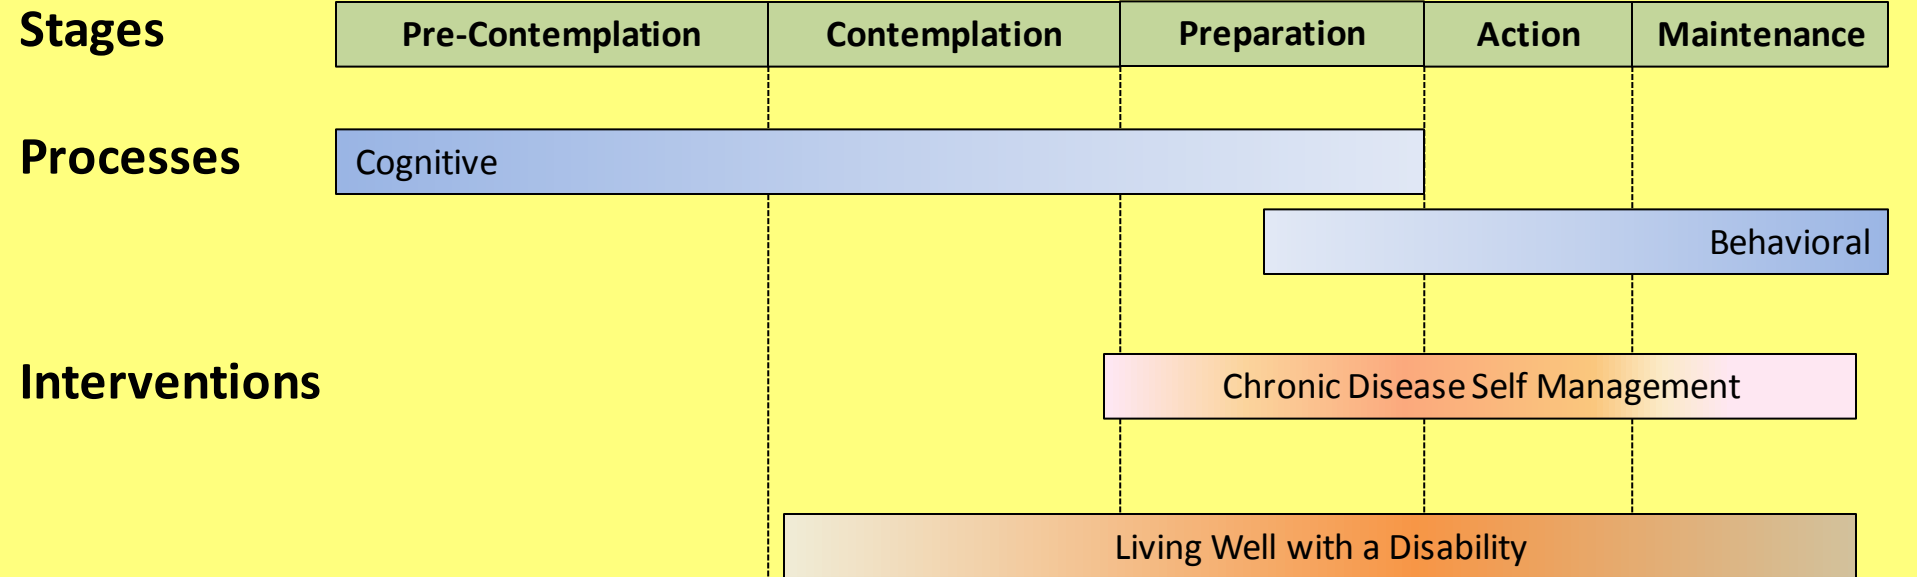 Stages
Pre-Contemplation
Contemplation
Preparation
Action
Maintenance
Processes
Cognitive
Behavioral
Interventions
Chronic Disease Self Management
Living Well with a Disability